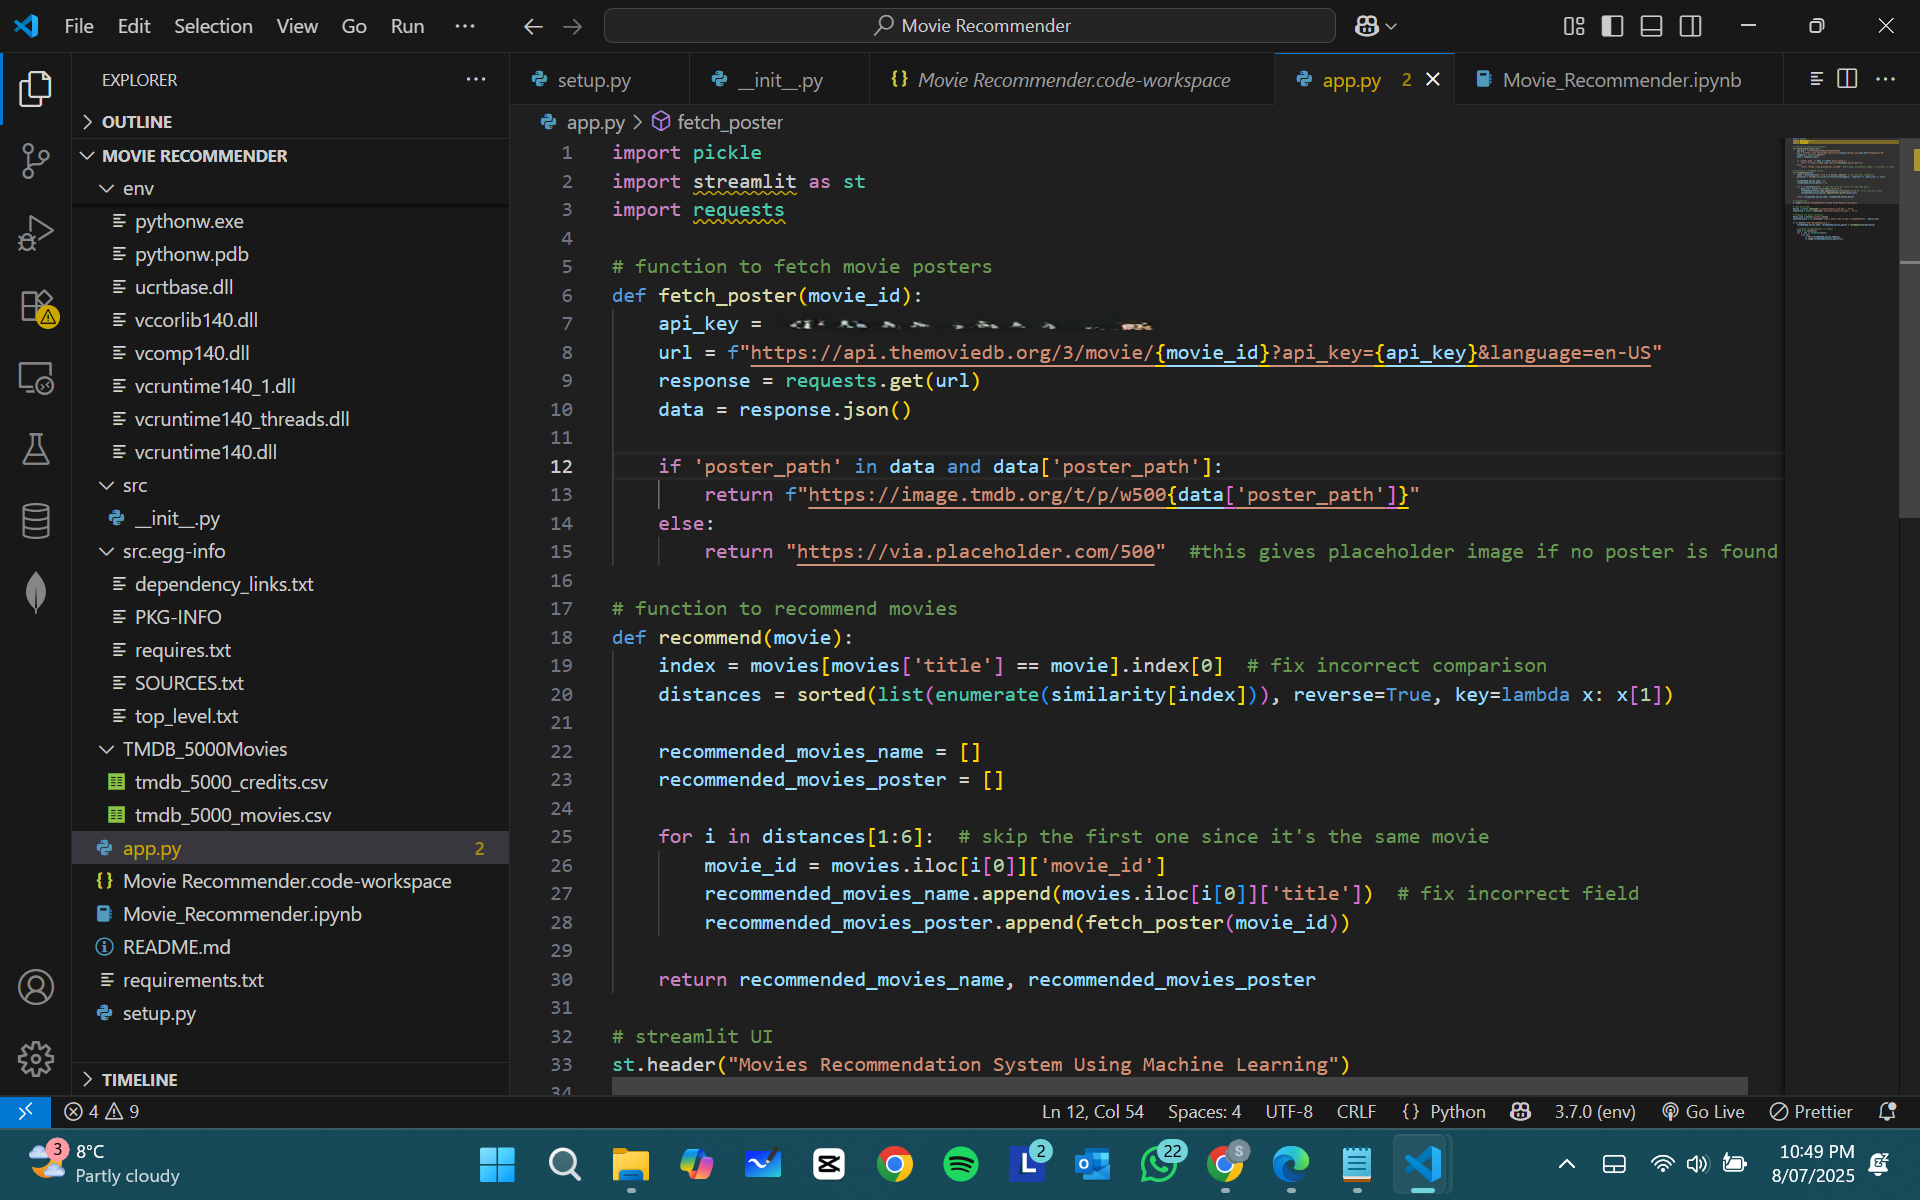 File Edit Selection View Go Run ···
Movie Recommender
EXPLORER
OUTLINE
MOVIE RECOMMENDER
env
pythonw.exe
pythonw.pdb
ucrtbase.dll
vccorlib140.dll
vcomp140.dll
vcruntime140_1.dll
vcruntime140_threads.dll
vcruntime140.dll
src
__init__.py
src.egg-info
dependency_links.txt
PKG-INFO
requires.txt
SOURCES.txt
top_level.txt
TMDB_5000Movies
tmdb_5000_credits.csv
tmdb_5000_movies.csv
app.py 2
{} Movie Recommender.code-workspace
Movie_Recommender.ipynb
README.md
requirements.txt
setup.py
TIMELINE
setup.py __init__.py {} Movie Recommender.code-workspace app.py 2 Movie_Recommender.ipynb
app.py > fetch_poster
1 import pickle
2 import streamlit as st
3 import requests
4
5 # function to fetch movie posters
6 def fetch_poster(movie_id):
7 api_key =
8 url = f"https://api.themoviedb.org/3/movie/{movie_id}?api_key={api_key}&language=en-US"
9 response = requests.get(url)
10 data = response.json()
11
12 if 'poster_path' in data and data['poster_path']:
13 return f"https://image.tmdb.org/t/p/w500{data['poster_path']}"
14 else:
15 return "https://via.placeholder.com/500" #this gives placeholder image if no poster is found
16
17 # function to recommend movies
18 def recommend(movie):
19 index = movies[movies['title'] == movie].index[0] # fix incorrect comparison
20 distances = sorted(list(enumerate(similarity[index])), reverse=True, key=lambda x: x[1])
21
22 recommended_movies_name = []
23 recommended_movies_poster = []
24
25 for i in distances[1:6]: # skip the first one since it's the same movie
26 movie_id = movies.iloc[i[0]]['movie_id']
27 recommended_movies_name.append(movies.iloc[i[0]]['title']) # fix incorrect field
28 recommended_movies_poster.append(fetch_poster(movie_id))
29
30 return recommended_movies_name, recommended_movies_poster
31
32 # streamlit UI
33 st.header("Movies Recommendation System Using Machine Learning")
34
4 9 Ln 12, Col 54 Spaces: 4 UTF-8 CRLF {} Python 3.7.0 (env) Go Live Prettier
3 8°C
Partly cloudy
L 2
22
S
10:49 PM
8/07/2025